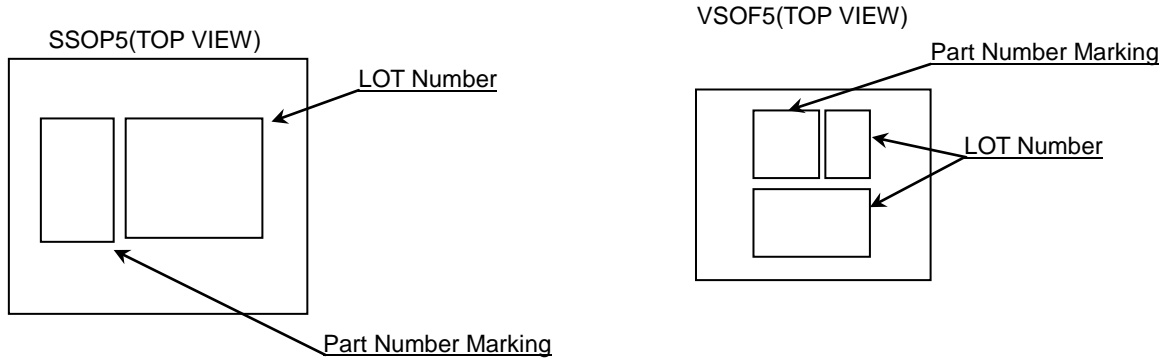 SSOP5(TOP VIEW)
LOT Number
Part Number Marking
VSOF5(TOP VIEW)
Part Number Marking
LOT Number